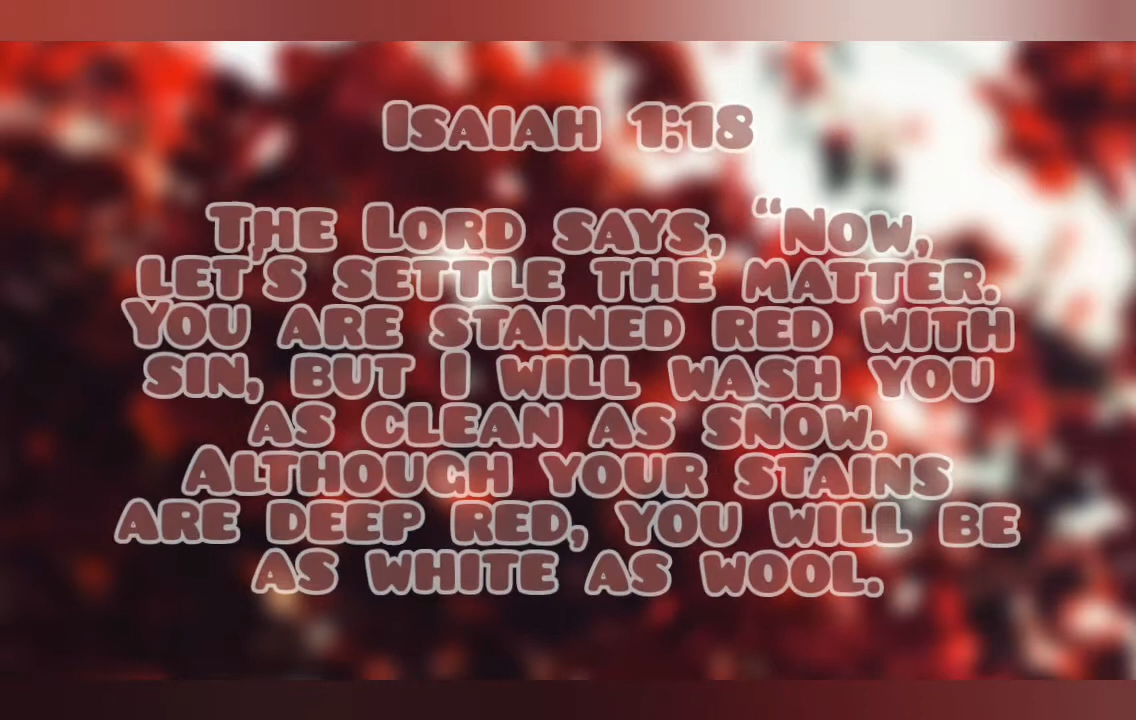 Isaiah 1:18
The Lord says, “Now,
let's settle the matter.
You are stained red with
sin, but I will wash you
as clean as snow.
Although your stains
are deep red, you will be
as white as wool.